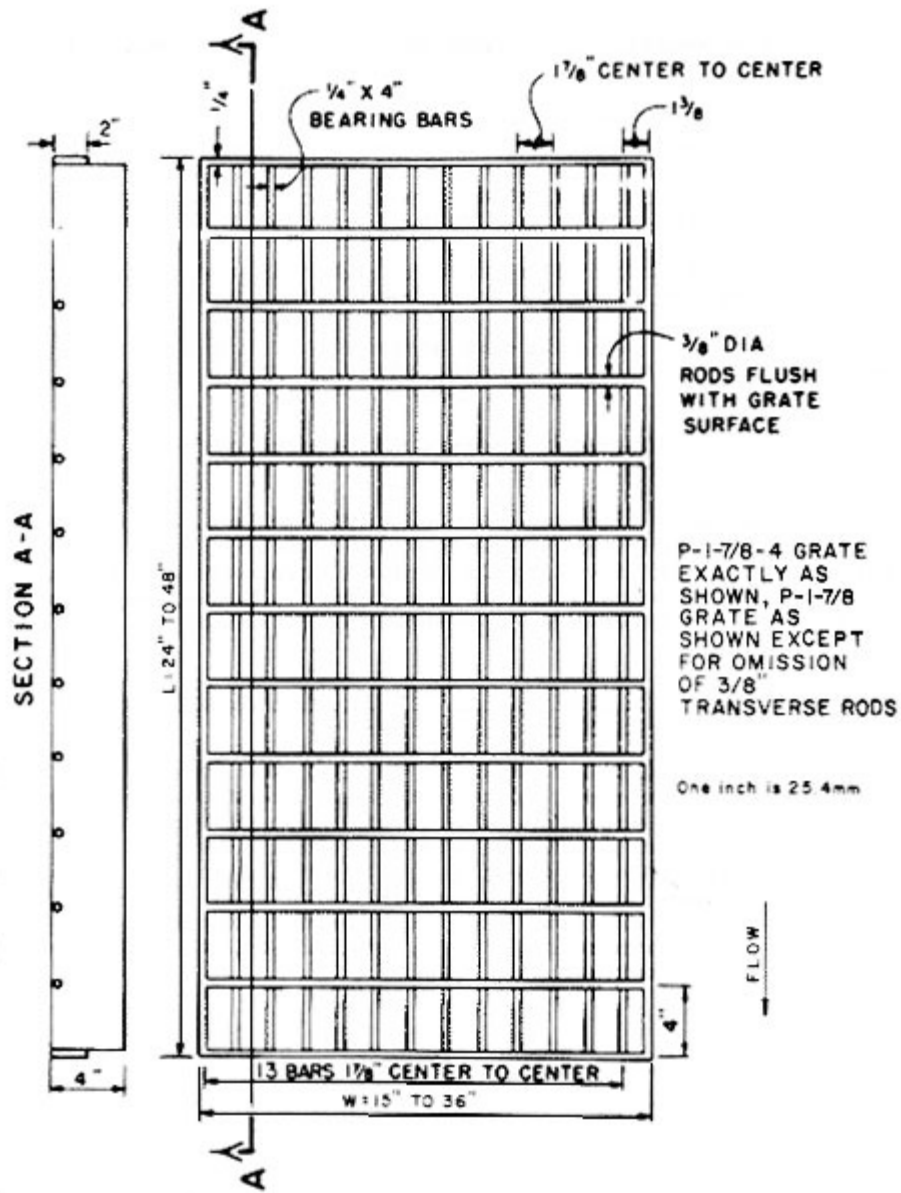 A
1 7/8" CENTER TO CENTER
1/4"
1/4" X 4"
BEARING BARS
1 3/8
2"
3/8" DIA
RODS FLUSH
WITH GRATE
SURFACE
SECTION A-A
L=24" TO 48"
P-1-7/8-4 GRATE
EXACTLY AS
SHOWN, P-1-7/8
GRATE AS
SHOWN EXCEPT
FOR OMISSION
OF 3/8"
TRANSVERSE RODS
One inch is 25.4mm
FLOW
4"
4"
13 BARS 1 7/8" CENTER TO CENTER
W=15" TO 36"
A